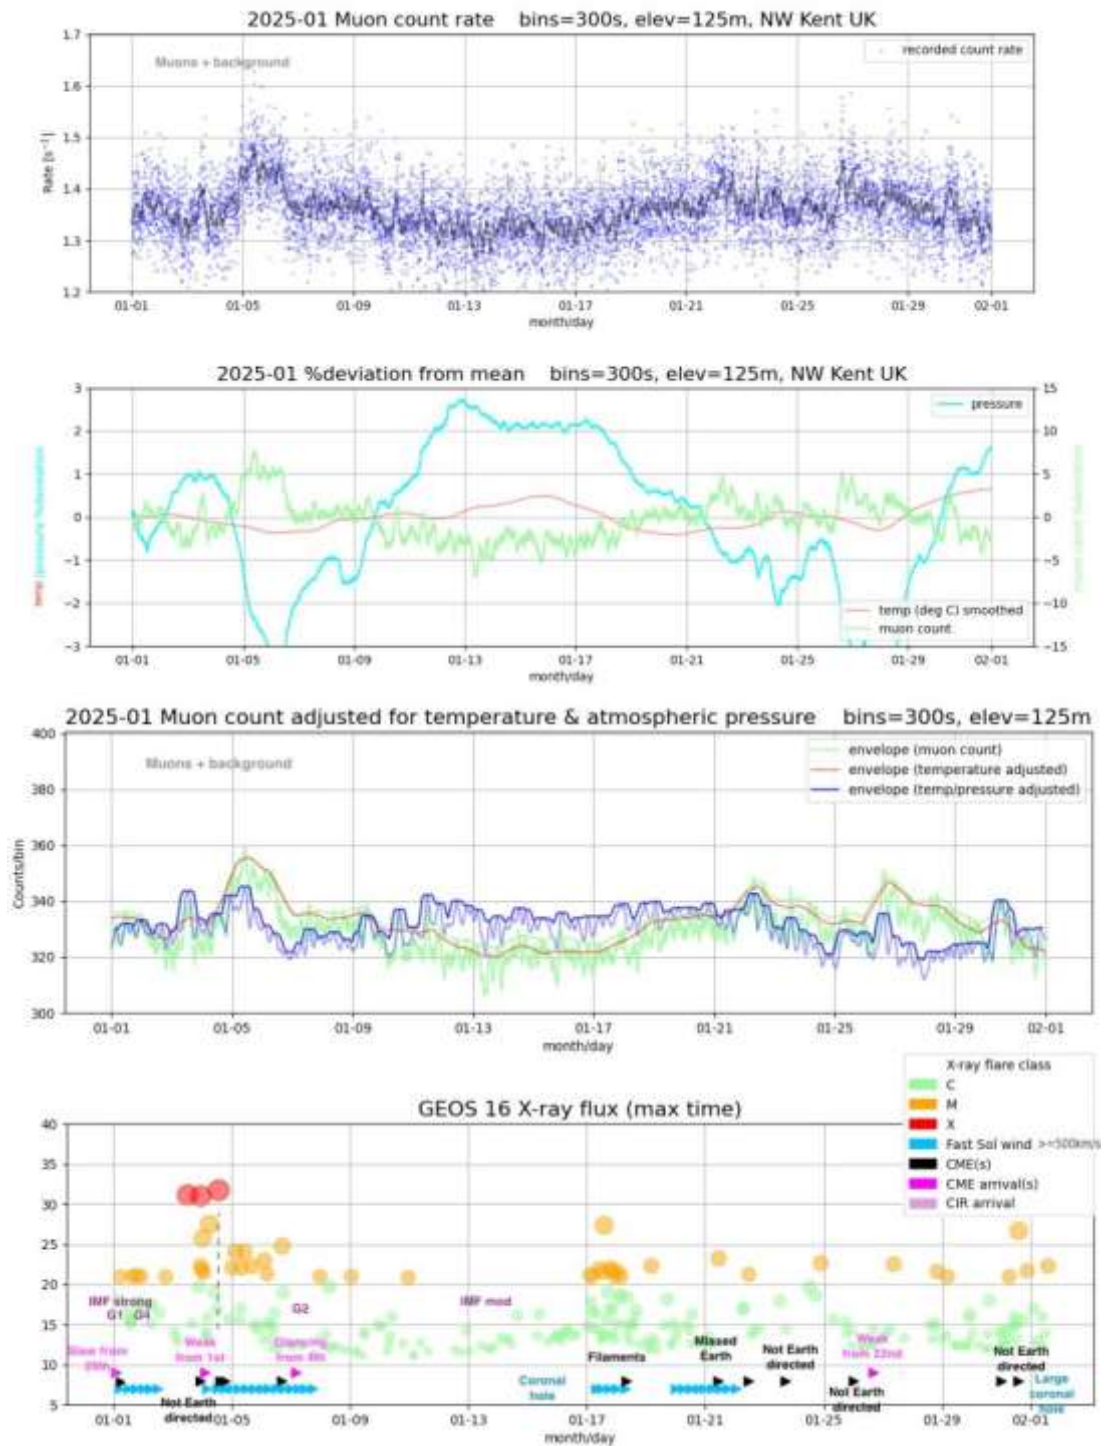 2025-01 Muon count rate    bins=300s, elev=125m, NW Kent UK
1.7
Muons + background
recorded count rate
1.6
1.5
Rate [s⁻¹]
1.4
1.3
1.2
01-01 01-05 01-09 01-13 01-17 01-21 01-25 01-29 02-01
month/day
2025-01 %deviation from mean    bins=300s, elev=125m, NW Kent UK
3 15
pressure
2 10
1 5
0 0
−1 −5
−2 −10
temp (deg C) smoothed
muon count
−3 −15
temp
01-01 01-05 01-09 01-13 01-17 01-21 01-25 01-29 02-01
month/day
2025-01 Muon count adjusted for temperature & atmospheric pressure    bins=300s, elev=125m
400
Muons + background
envelope (muon count)
envelope (temperature adjusted)
envelope (temp/pressure adjusted)
380
360
Counts/bin
340
320
300
01-01 01-05 01-09 01-13 01-17 01-21 01-25 01-29 02-01
month/day
X-ray flare class
C
M
X
Fast Sol wind >=500km/s
CME(s)
CME arrival(s)
CIR arrival
GEOS 16 X-ray flux (max time)
40
35
30
25
20
IMF strong
G1 G4
G2
IMF mod
15
Weak
from 1st
Glancing
from 4th
Filaments
Missed
Earth
Not Earth
directed
Weak
from 22nd
Not Earth
directed
10
Not Earth
directed
Coronal
hole
Not Earth
directed
Large
coronal
hole
5
01-01 01-05 01-09 01-13 01-17 01-21 01-25 01-29 02-01
month/day